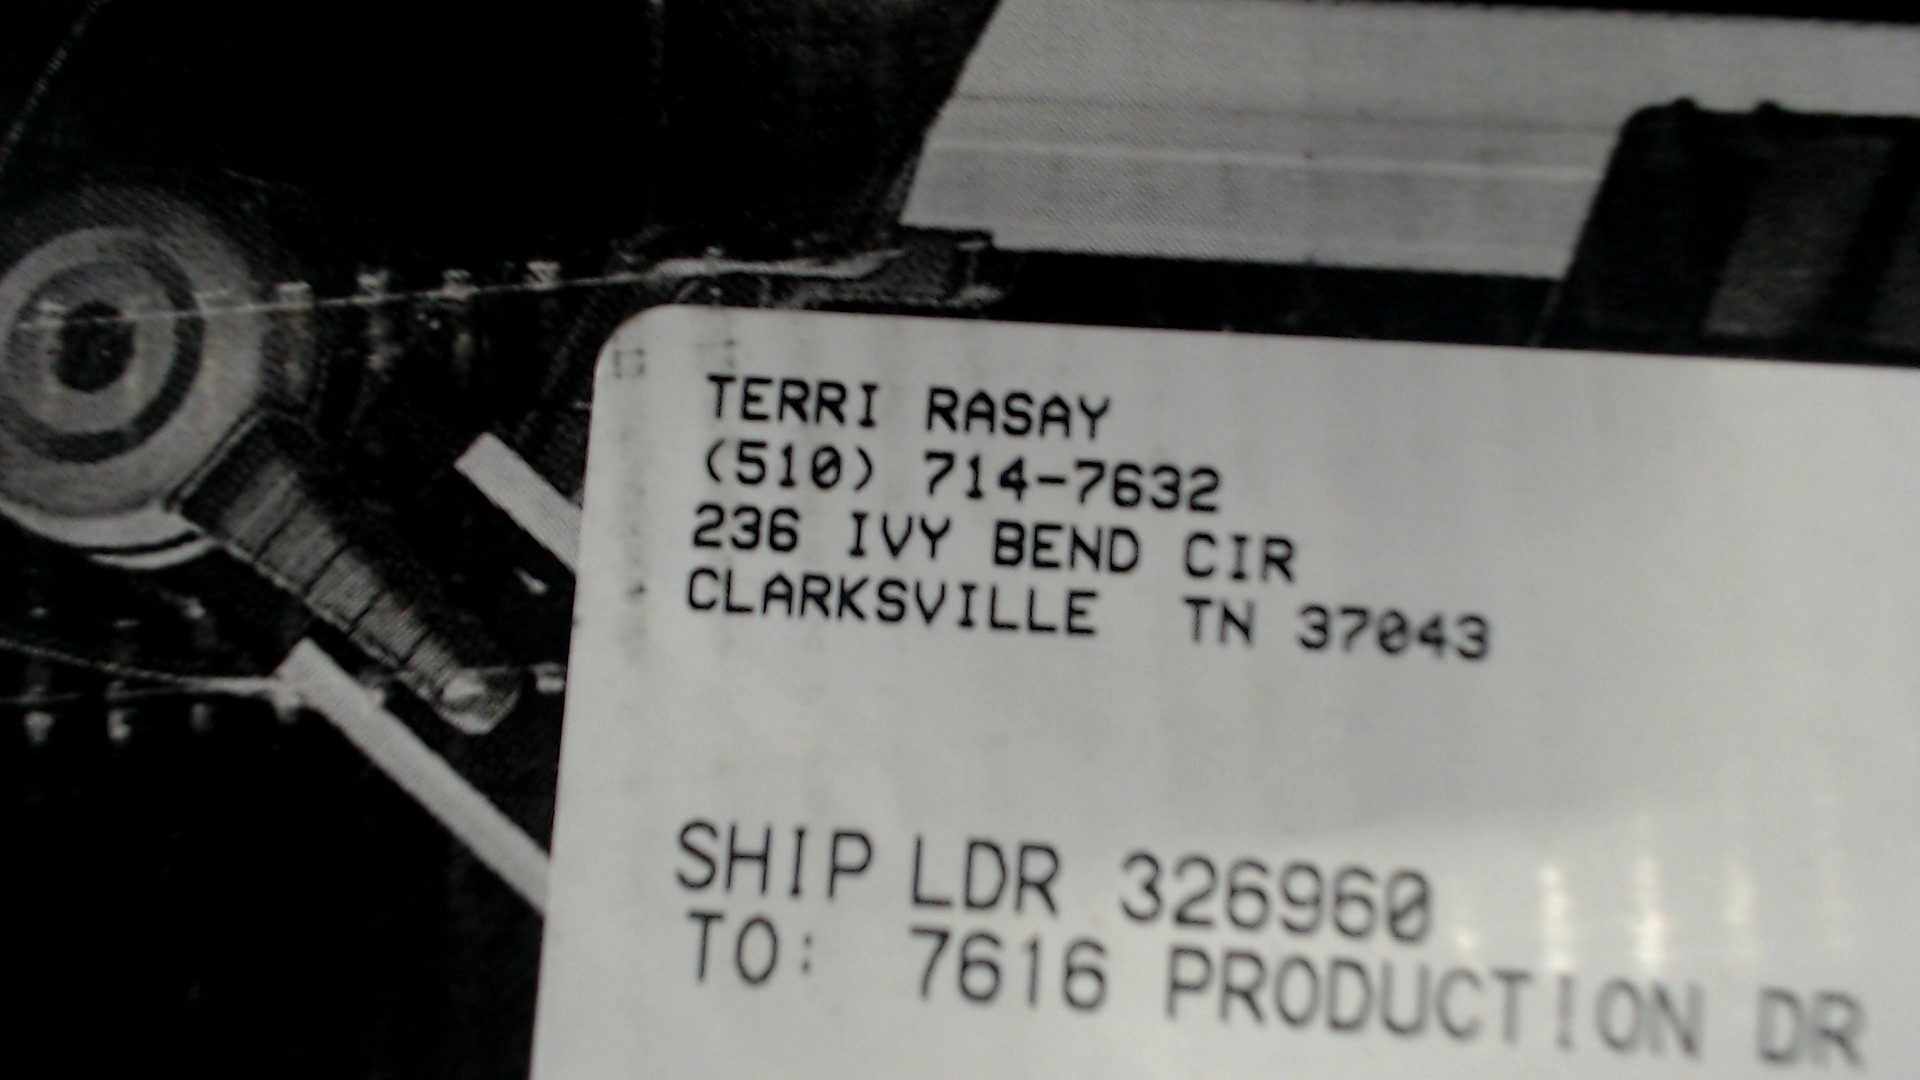 TERRI RASAY
(510) 714-7632
236 IVY BEND CIR
CLARKSVILLE TN 37043
SHIP LDR 326960
TO: 7616 PRODUCTION DR